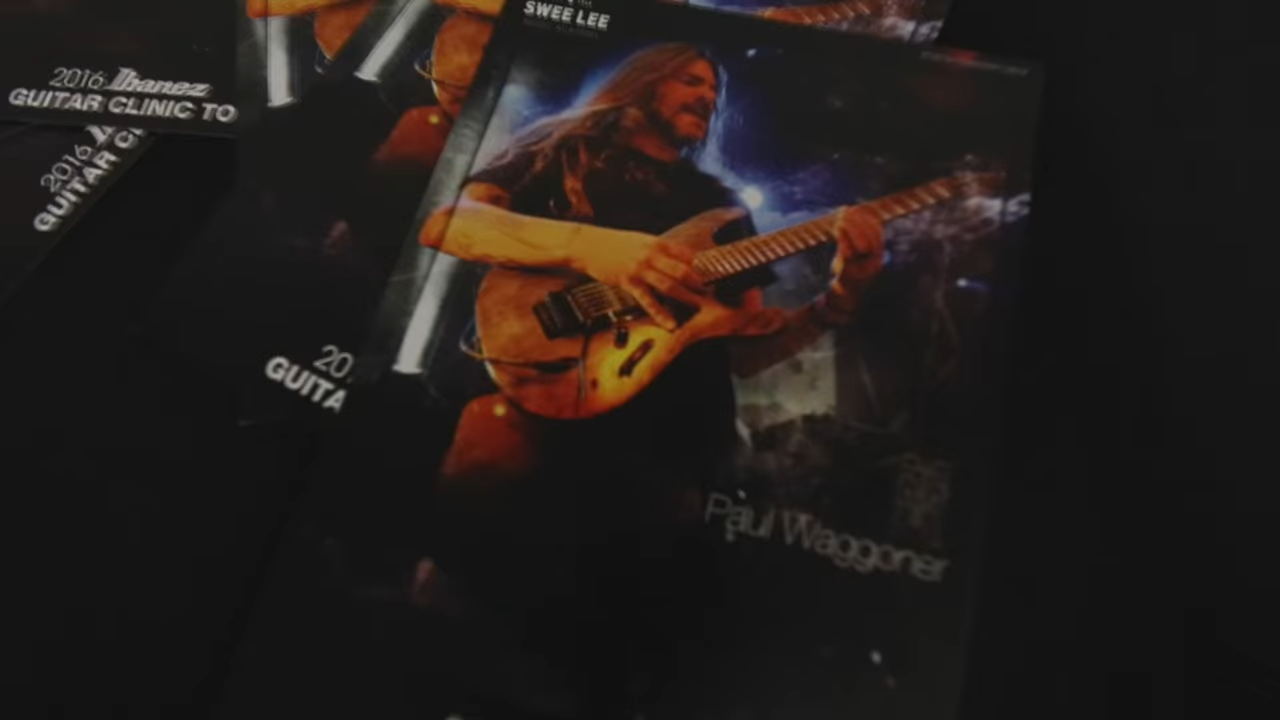 SWEE LEE
2016 Ibanez
GUITAR CLINIC TO
2016
GUITAR
20
GUITA
Paul Waggoner